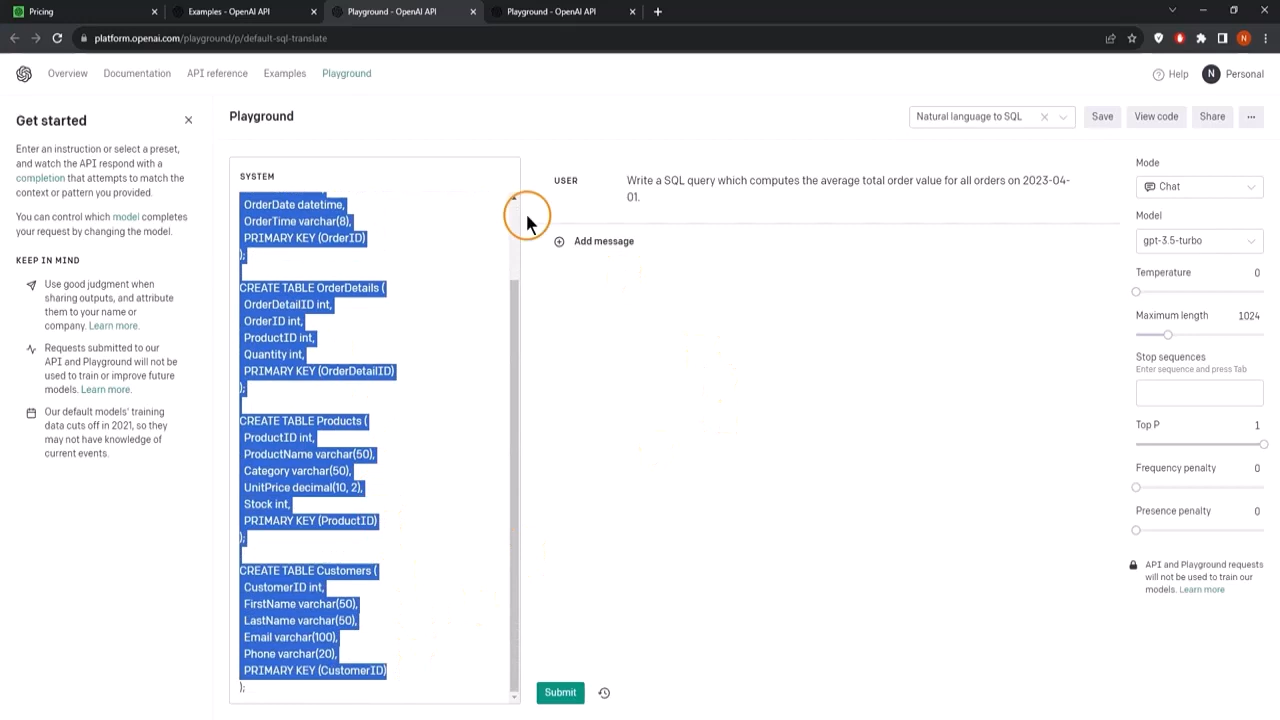 Pricing
Examples - OpenAI API
Playground - OpenAI API
Playground - OpenAI API
platform.openai.com/playground/p/default-sql-translate
N
Overview
Documentation
API reference
Examples
Playground
Help
N
Personal
Get started
Enter an instruction or select a preset,
and watch the API respond with a
completion that attempts to match the
context or pattern you provided.
You can control which model completes
your request by changing the model.
KEEP IN MIND
Use good judgment when
sharing outputs, and attribute
them to your name or
company. Learn more.
Requests submitted to our
API and Playground will not be
used to train or improve future
models. Learn more.
Our default models' training
data cuts off in 2021, so they
may not have knowledge of
current events.
Playground
Natural language to SQL
Save
View code
Share
SYSTEM
OrderDate datetime,
OrderTime varchar(8),
PRIMARY KEY (OrderID)
);
CREATE TABLE OrderDetails (
OrderDetailID int,
OrderID int,
ProductID int,
Quantity int,
PRIMARY KEY (OrderDetailID)
);
CREATE TABLE Products (
ProductID int,
ProductName varchar(50),
Category varchar(50),
UnitPrice decimal(10, 2),
Stock int,
PRIMARY KEY (ProductID)
);
CREATE TABLE Customers (
CustomerID int,
FirstName varchar(50),
LastName varchar(50),
Email varchar(100),
Phone varchar(20),
PRIMARY KEY (CustomerID)
);
USER
Write a SQL query which computes the average total order value for all orders on 2023-04-
01.
Add message
Submit
Mode
Chat
Model
gpt-3.5-turbo
Temperature 0
Maximum length 1024
Stop sequences
Enter sequence and press Tab
Top P 1
Frequency penalty 0
Presence penalty 0
API and Playground requests
will not be used to train our
models. Learn more